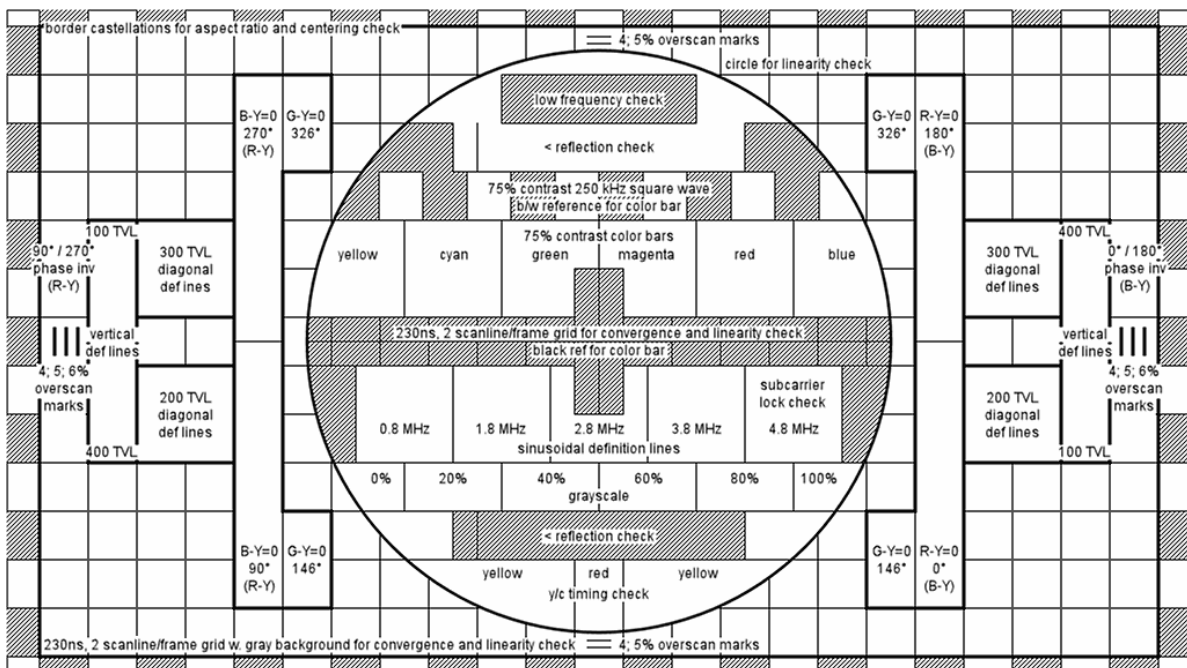 border castellations for aspect ratio and centering check
4; 5% overscan marks
circle for linearity check
low frequency check
B-Y=0
270°
(R-Y)
G-Y=0
326°
G-Y=0
326°
R-Y=0
180°
(B-Y)
< reflection check
75% contrast 250 kHz square wave
b/w reference for color bar
75% contrast color bars
yellow
cyan
green
magenta
red
blue
100 TVL
90° / 270°
phase inv
(R-Y)
300 TVL
diagonal
def lines
300 TVL
diagonal
def lines
400 TVL
0° / 180°
phase inv
(B-Y)
230ns, 2 scanline/frame grid for convergence and linearity check
black ref for color bar
vertical
def lines
4; 5; 6%
overscan
marks
vertical
def lines
4; 5; 6%
overscan
marks
200 TVL
diagonal
def lines
400 TVL
200 TVL
diagonal
def lines
100 TVL
subcarrier
lock check
0.8 MHz
1.8 MHz
2.8 MHz
3.8 MHz
4.8 MHz
sinusoidal definition lines
0%
20%
40%
60%
80%
100%
grayscale
< reflection check
B-Y=0
90°
(R-Y)
G-Y=0
146°
G-Y=0
146°
R-Y=0
0°
(B-Y)
yellow
red
yellow
y/c timing check
230ns, 2 scanline/frame grid w. gray background for convergence and linearity check
4; 5% overscan marks